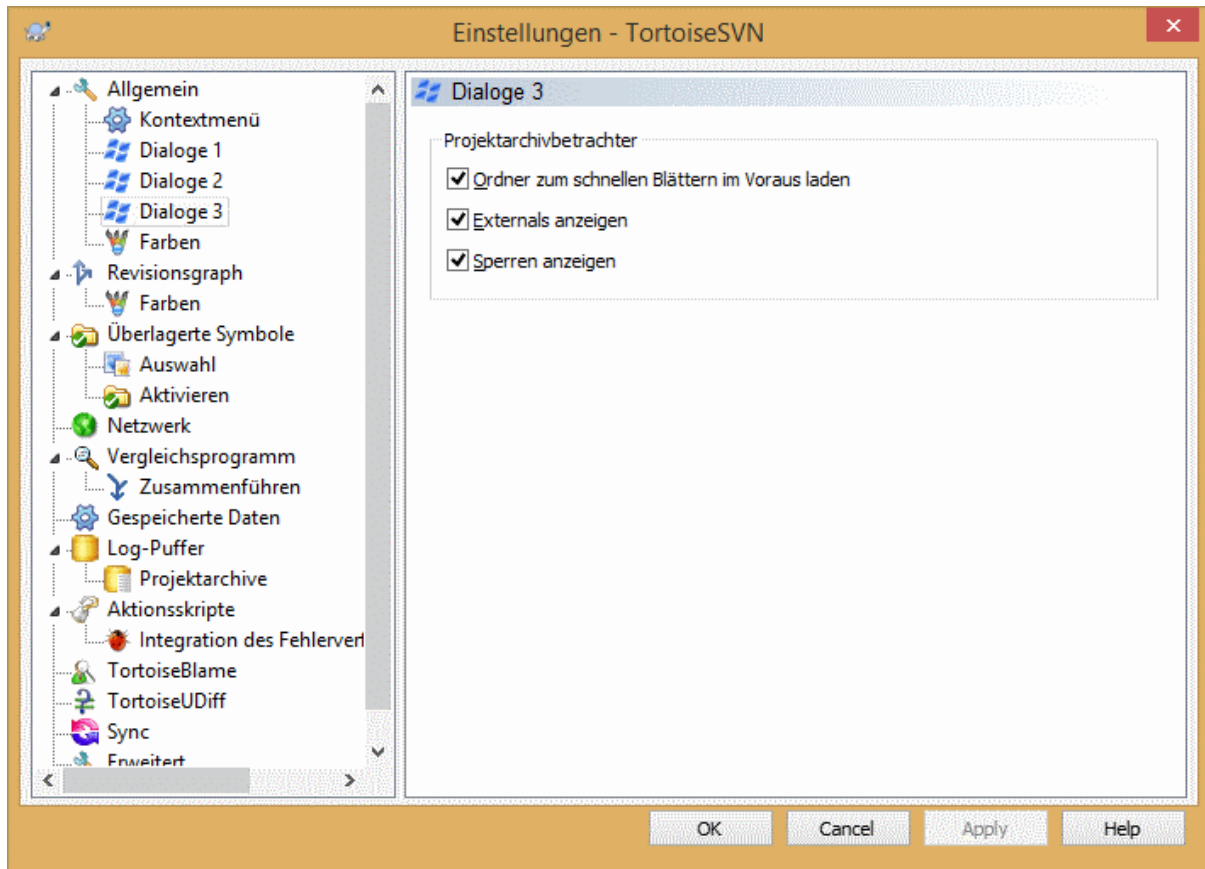 Einstellungen - TortoiseSVN
Allgemein
Kontextmenü
Dialoge 1
Dialoge 2
Dialoge 3
Farben
Revisionsgraph
Farben
Überlagerte Symbole
Auswahl
Aktivieren
Netzwerk
Vergleichsprogramm
Zusammenführen
Gespeicherte Daten
Log-Puffer
Projektarchive
Aktionsskripte
Integration des Fehlerverf
TortoiseBlame
TortoiseUDiff
Sync
Erweitert
Dialoge 3
Projektarchivbetrachter
Ordner zum schnellen Blättern im Voraus laden
Externals anzeigen
Sperren anzeigen
OK Cancel Apply Help